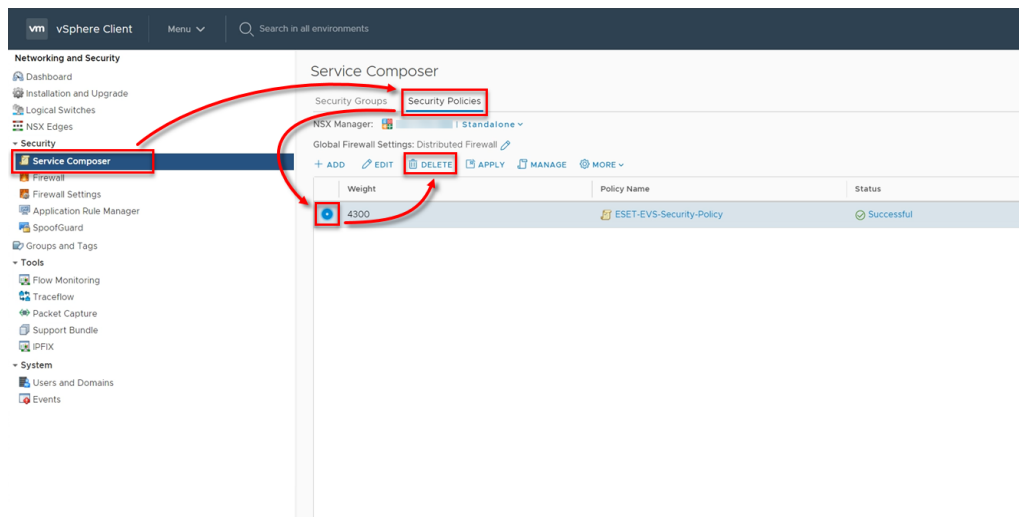 vm vSphere Client Menu Search in all environments
Networking and Security
Dashboard
Installation and Upgrade
Logical Switches
NSX Edges
Security
Service Composer
Firewall
Firewall Settings
Application Rule Manager
SpoofGuard
Groups and Tags
Tools
Flow Monitoring
Traceflow
Packet Capture
Support Bundle
IPFIX
System
Users and Domains
Events
Service Composer
Security Groups Security Policies
NSX Manager: | Standalone
Global Firewall Settings: Distributed Firewall
+ ADD EDIT DELETE APPLY MANAGE MORE
Weight Policy Name Status
4300 ESET-EVS-Security-Policy Successful